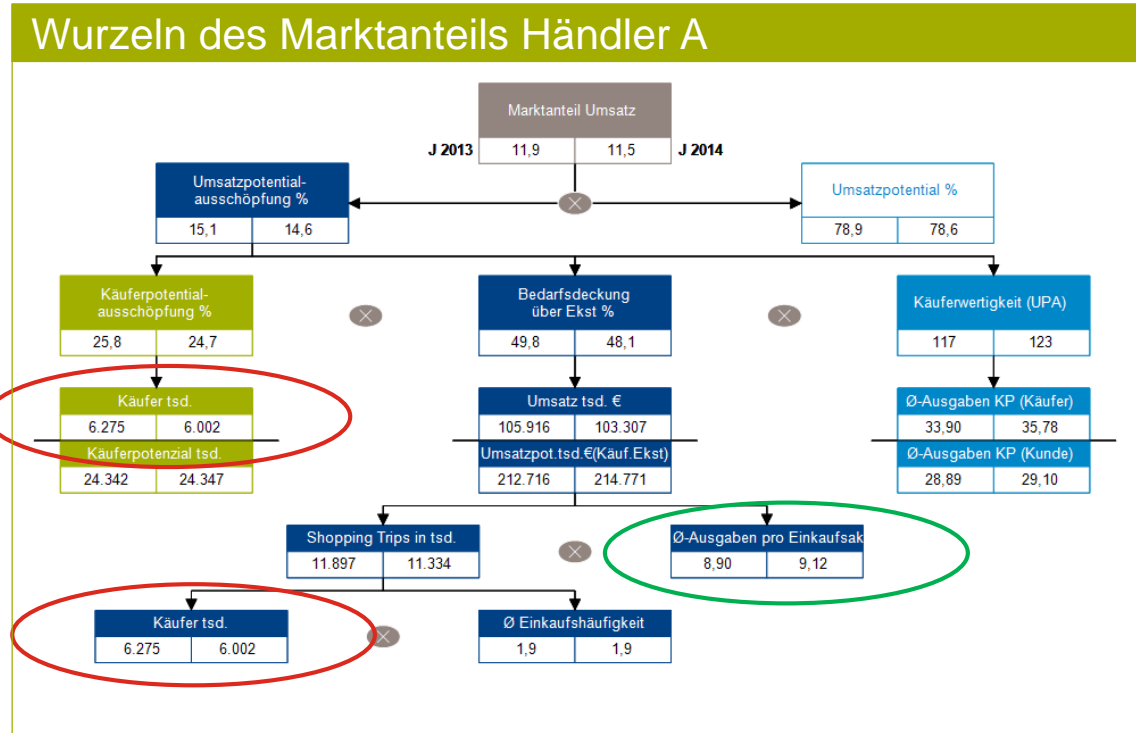 Wurzeln des Marktanteils Händler A
Marktanteil Umsatz
J 2013 11,9 11,5 J 2014
Umsatzpotential-
ausschöpfung %
15,1 14,6
Umsatzpotential %
78,9 78,6
Käuferpotential-
ausschöpfung %
25,8 24,7
Bedarfsdeckung
über Ekst %
49,8 48,1
Käuferwertigkeit (UPA)
117 123
Käufer tsd.
6.275 6.002
Käuferpotenzial tsd.
24.342 24.347
Umsatz tsd. €
105.916 103.307
Umsatzpot.tsd.€(Käuf.Ekst)
212.716 214.771
Ø-Ausgaben KP (Käufer)
33,90 35,78
Ø-Ausgaben KP (Kunde)
28,89 29,10
Shopping Trips in tsd.
11.897 11.334
Ø-Ausgaben pro Einkaufsak
8,90 9,12
Käufer tsd.
6.275 6.002
Ø Einkaufshäufigkeit
1,9 1,9